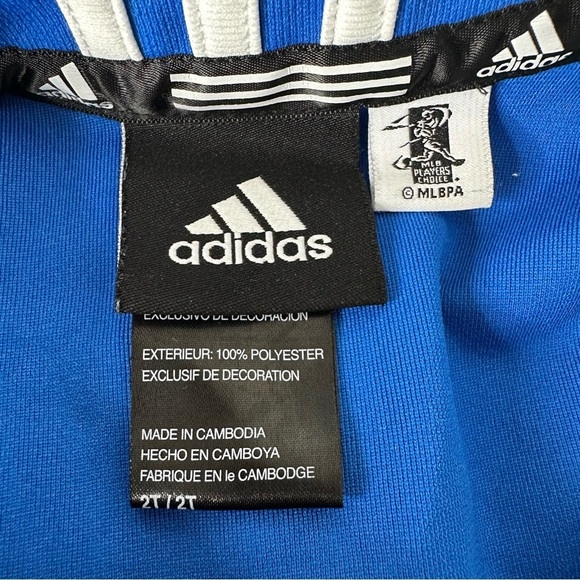 adidas
adidas
MLB
PLAYERS
CHOICE
© MLBPA
adidas
EXCLUSIVO DE DECORACION
EXTERIEUR: 100% POLYESTER
EXCLUSIF DE DECORATION
MADE IN CAMBODIA
HECHO EN CAMBOYA
FABRIQUE EN le CAMBODGE
2T / 2T